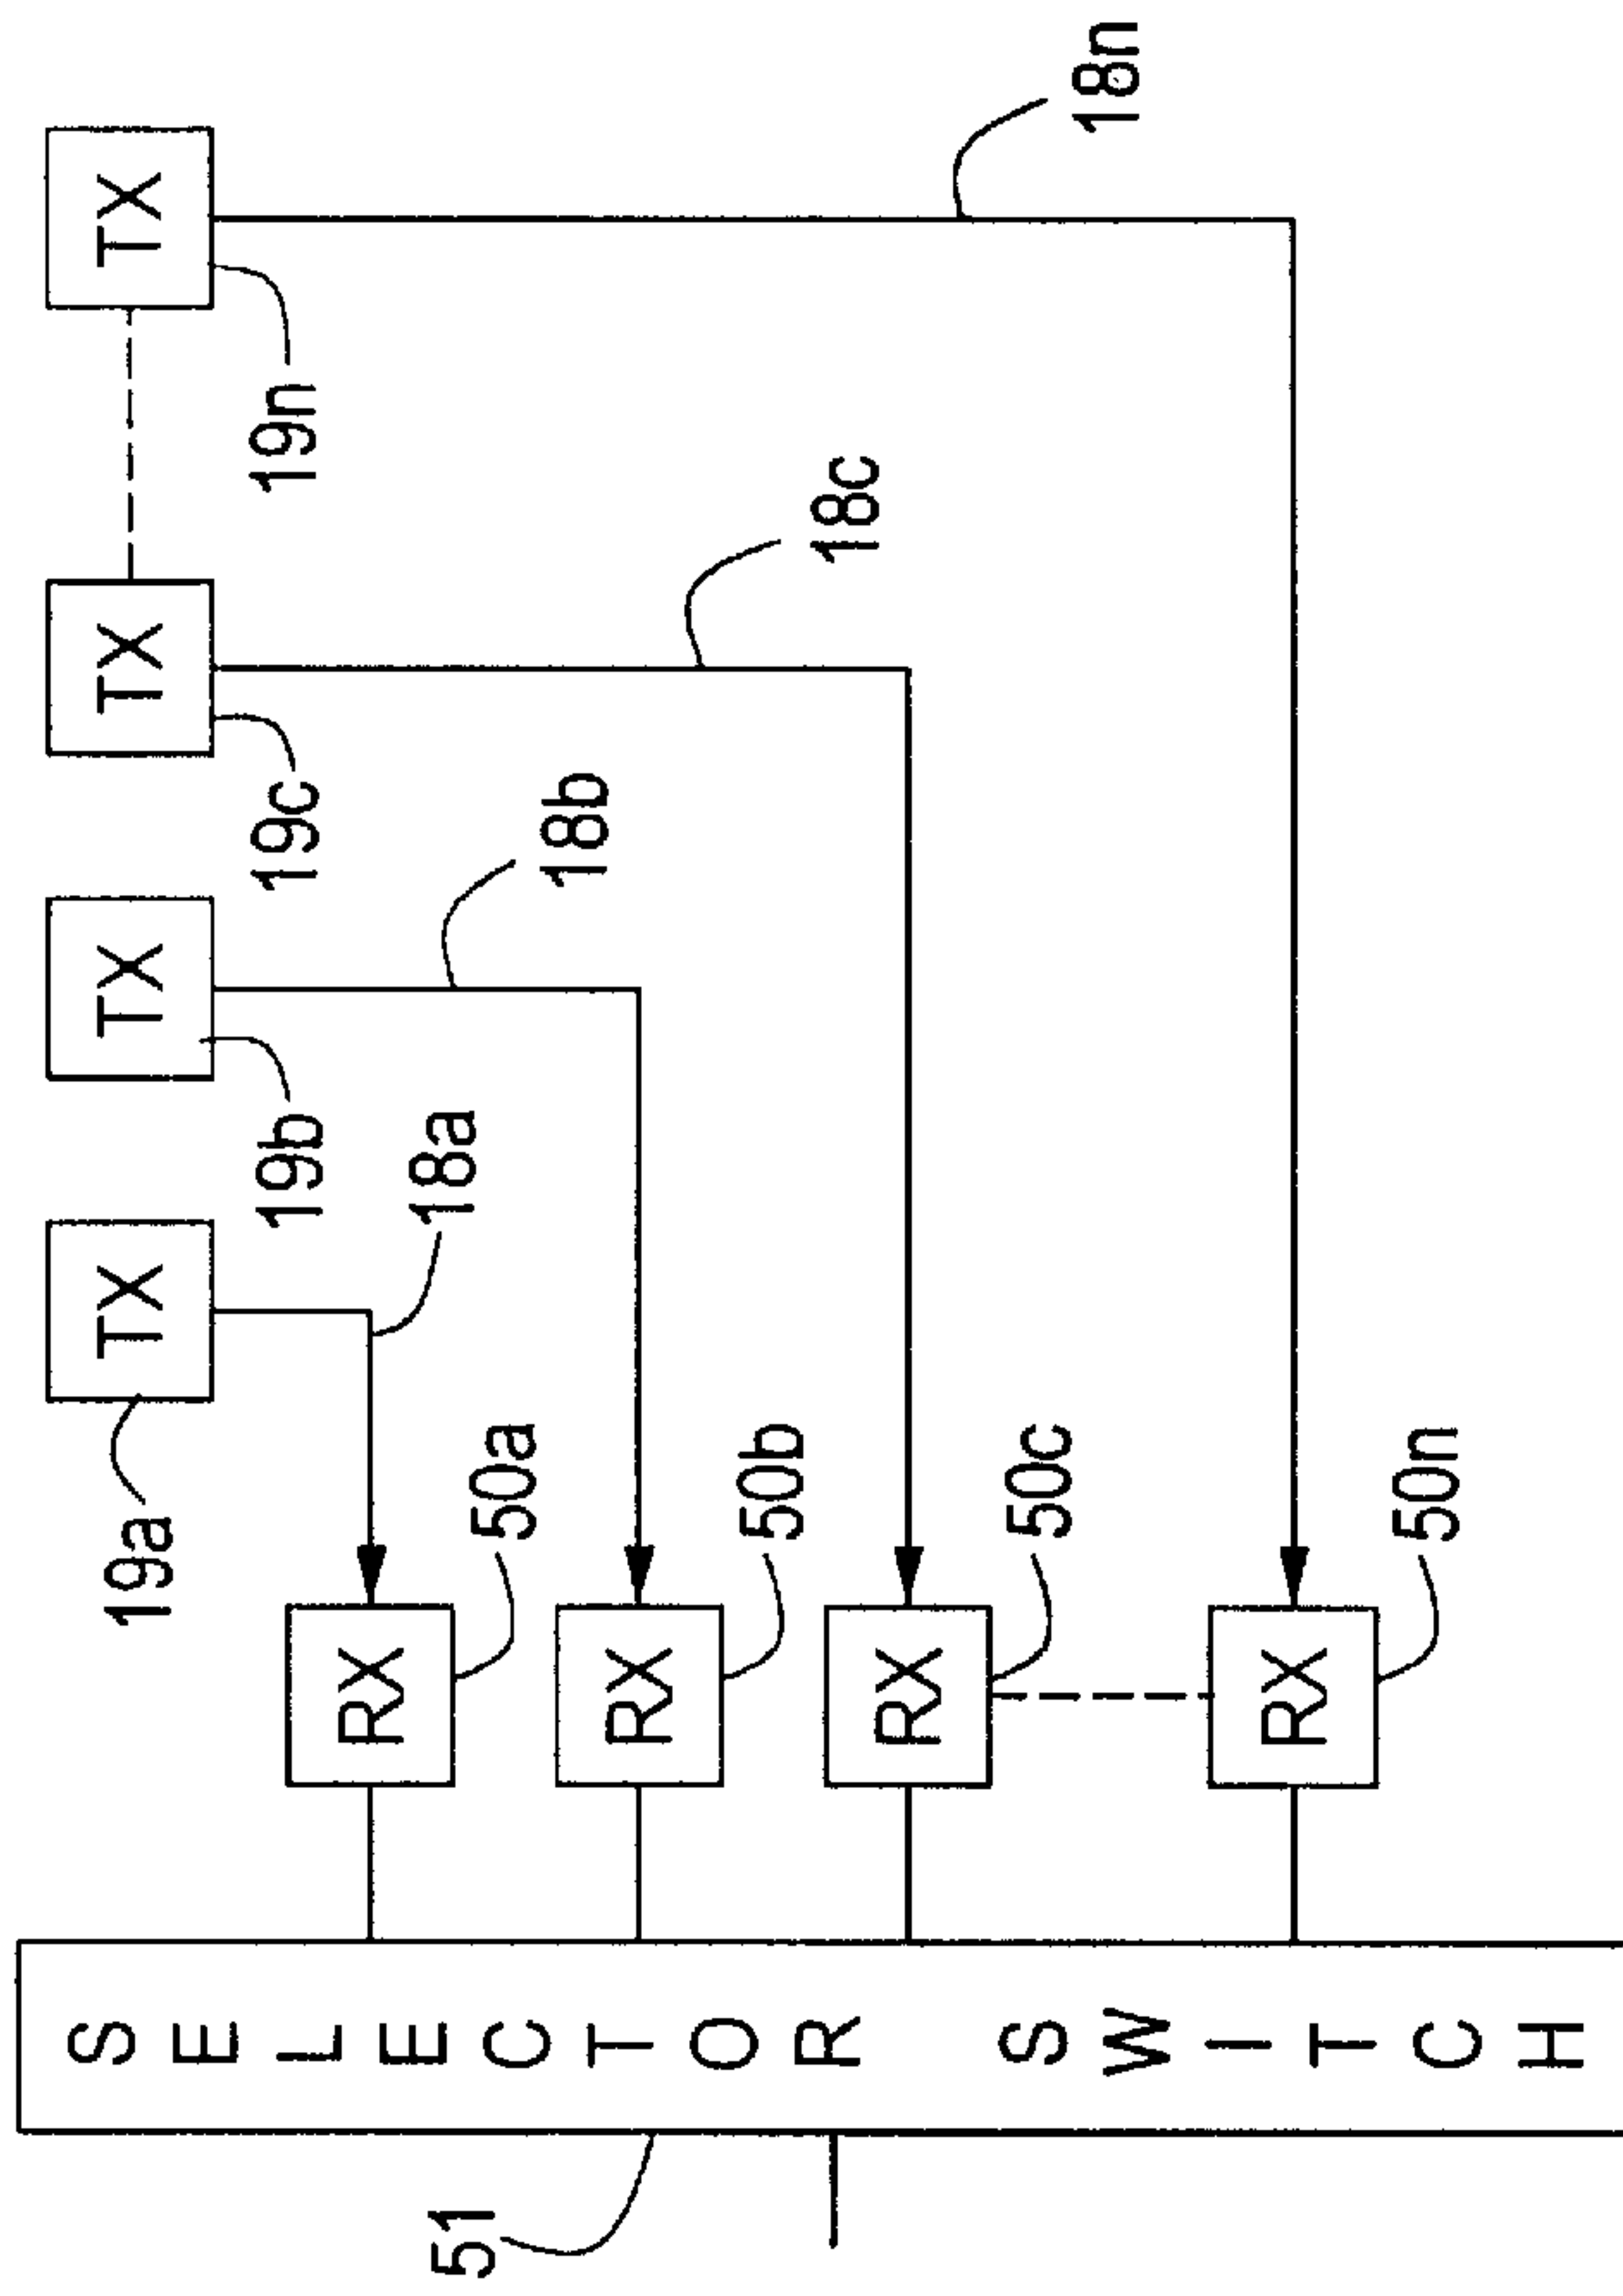 SELECTOR SWITCH
51
RX
50a
RX
50b
RX
50c
RX
50n
TX
19a
18a
TX
19b
18b
TX
19c
18c
TX
19n
18n